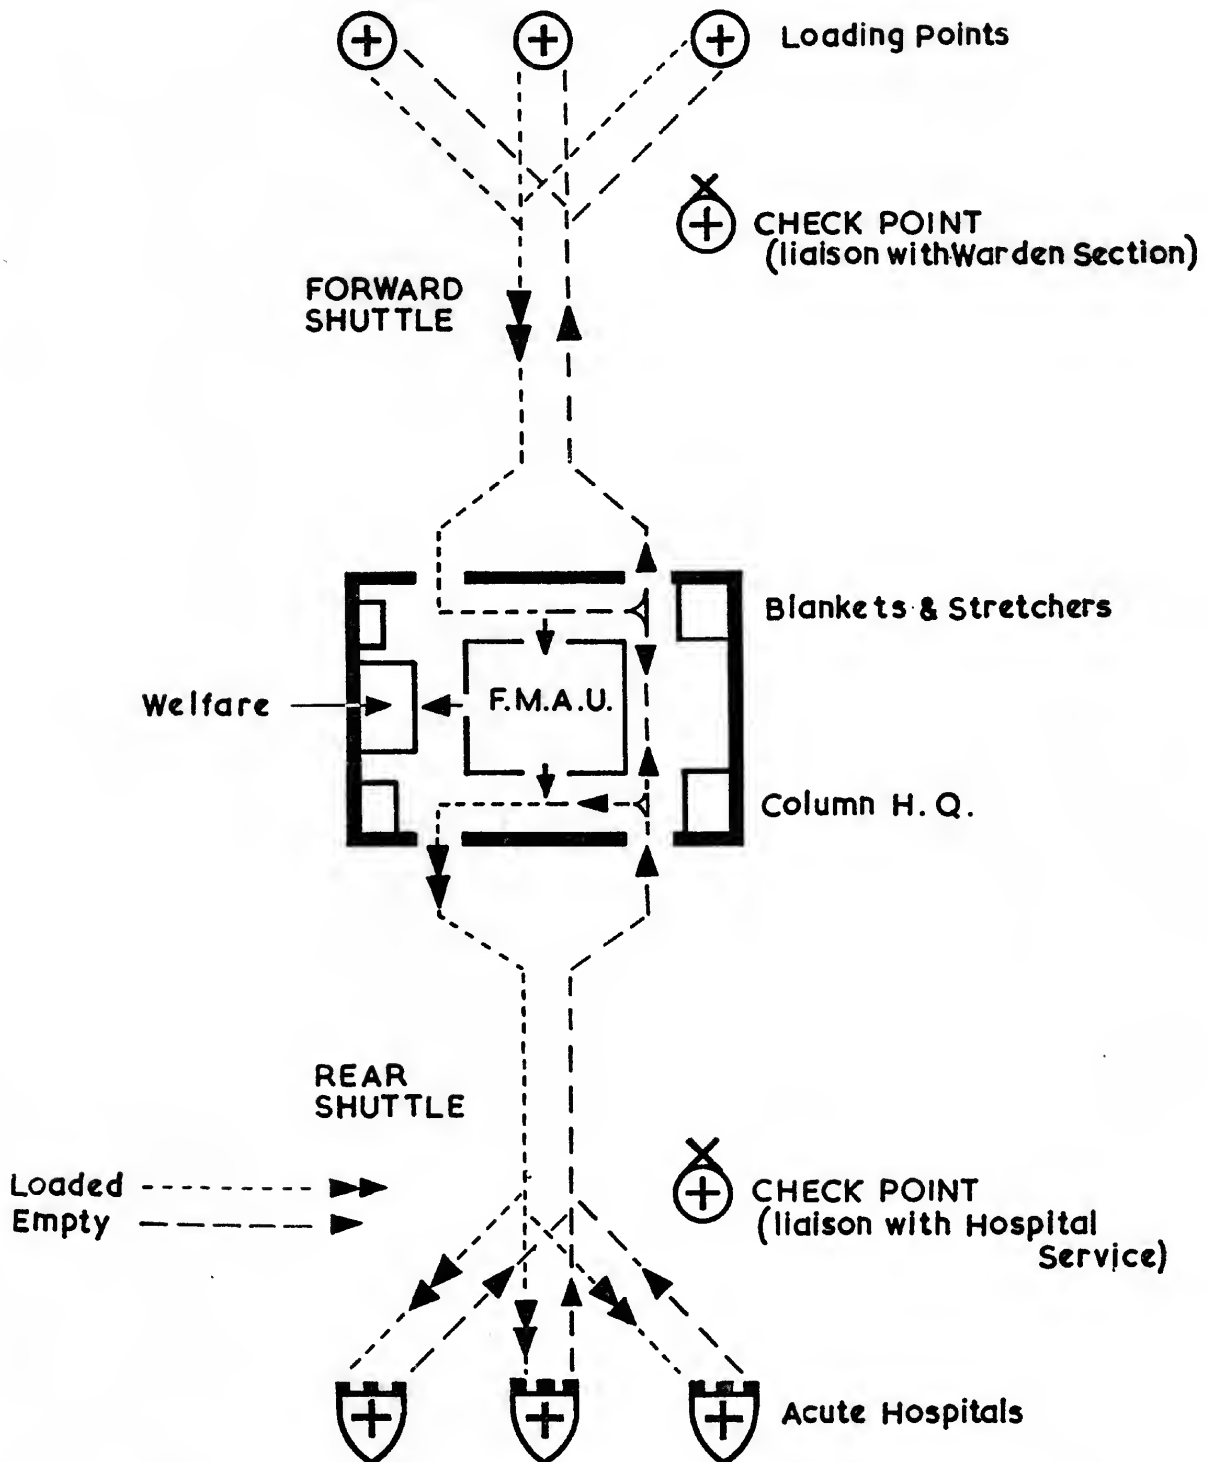 Loading Points
CHECK POINT
(liaison with Warden Section)
FORWARD
SHUTTLE
Blankets & Stretchers
Welfare
F.M.A.U.
Column H.Q.
REAR
SHUTTLE
Loaded
Empty
CHECK POINT
(liaison with Hospital
Service)
Acute Hospitals